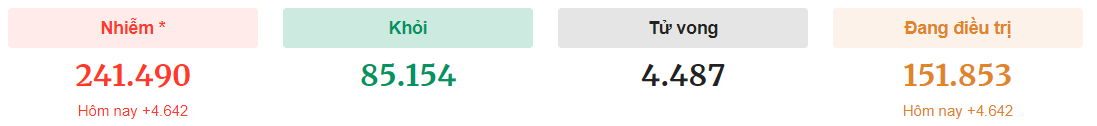 Nhiễm *
Khỏi
Tử vong
Đang điều trị
241.490
85.154
4.487
151.853
Hôm nay +4.642
Hôm nay +4.642